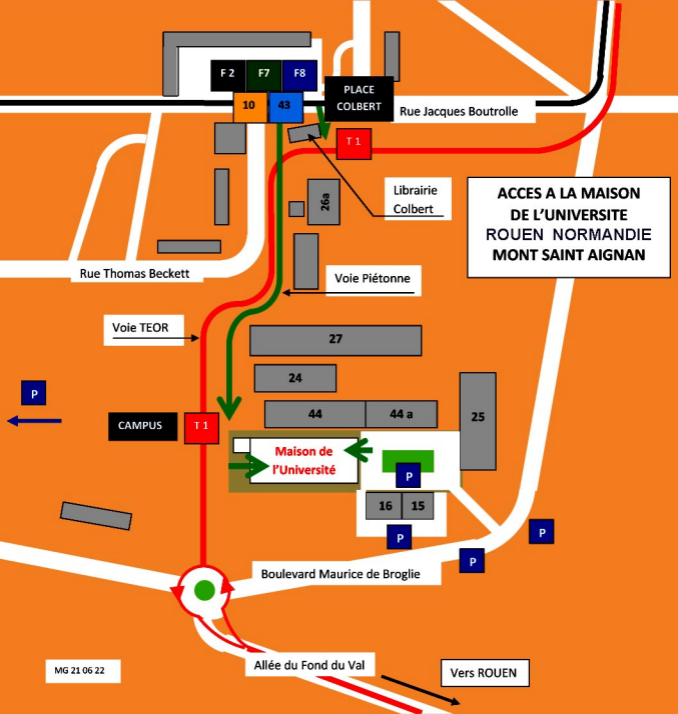 F 2
F7
F8
10
43
PLACE
COLBERT
Rue Jacques Boutrolle
T 1
Librairie
Colbert
26a
ACCES A LA MAISON
DE L'UNIVERSITE
ROUEN NORMANDIE
MONT SAINT AIGNAN
Rue Thomas Beckett
Voie Piétonne
Voie TEOR
27
24
P
44
44 a
25
CAMPUS
T 1
Maison de
l'Université
P
16
15
P
P
P
Boulevard Maurice de Broglie
MG 21 06 22
Allée du Fond du Val
Vers ROUEN